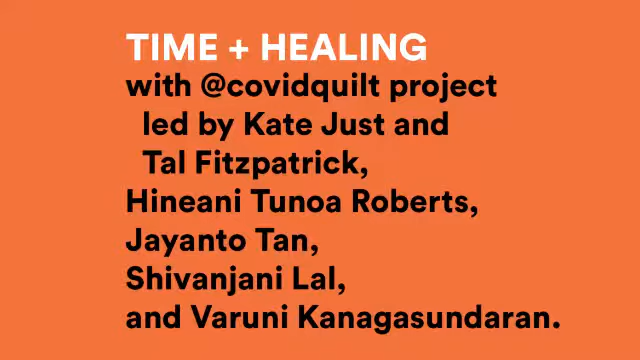 TIME + HEALING
with @covidquilt project
led by Kate Just and
Tal Fitzpatrick,
Hineani Tunoa Roberts,
Jayanto Tan,
Shivanjani Lal,
and Varuni Kanagasundaran.